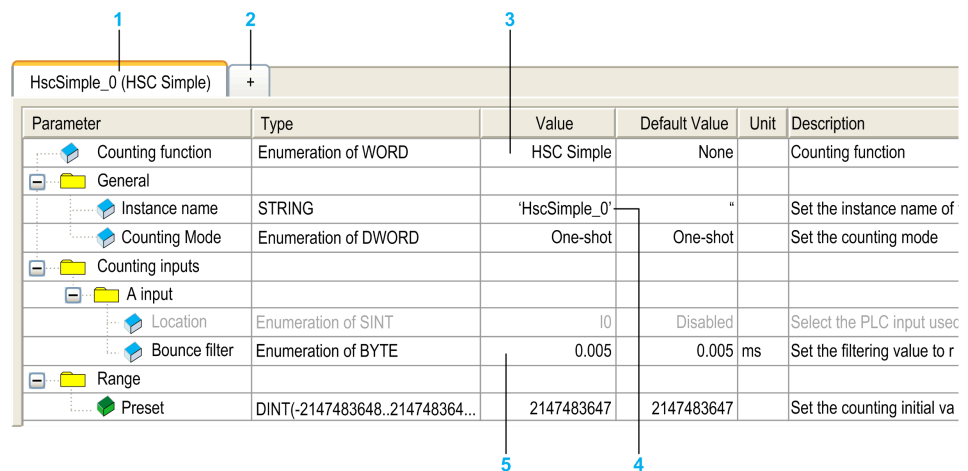 1 2 3
HscSimple_0 (HSC Simple) +
Parameter Type Value Default Value Unit Description
Counting function Enumeration of WORD HSC Simple None Counting function
General
Instance name STRING 'HscSimple_0' “ Set the instance name of
Counting Mode Enumeration of DWORD One-shot One-shot Set the counting mode
Counting inputs
A input
Location Enumeration of SINT I0 Disabled Select the PLC input used
Bounce filter Enumeration of BYTE 0.005 0.005 ms Set the filtering value to r
Range
Preset DINT(-2147483648..214748364... 2147483647 2147483647 Set the counting initial va
5 4